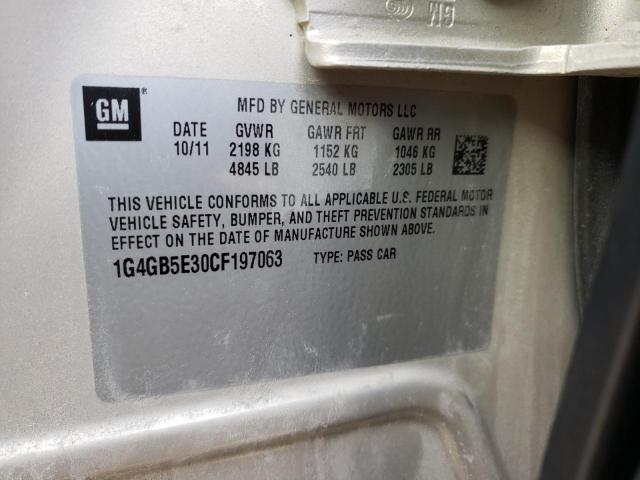 GM
GM ®
MFD BY GENERAL MOTORS LLC
DATE GVWR GAWR FRT GAWR RR
10/11 2198 KG 1152 KG 1046 KG
4845 LB 2540 LB 2305 LB
THIS VEHICLE CONFORMS TO ALL APPLICABLE U.S. FEDERAL MOTOR
VEHICLE SAFETY, BUMPER, AND THEFT PREVENTION STANDARDS IN
EFFECT ON THE DATE OF MANUFACTURE SHOWN ABOVE.
1G4GB5E30CF197063 TYPE: PASS CAR